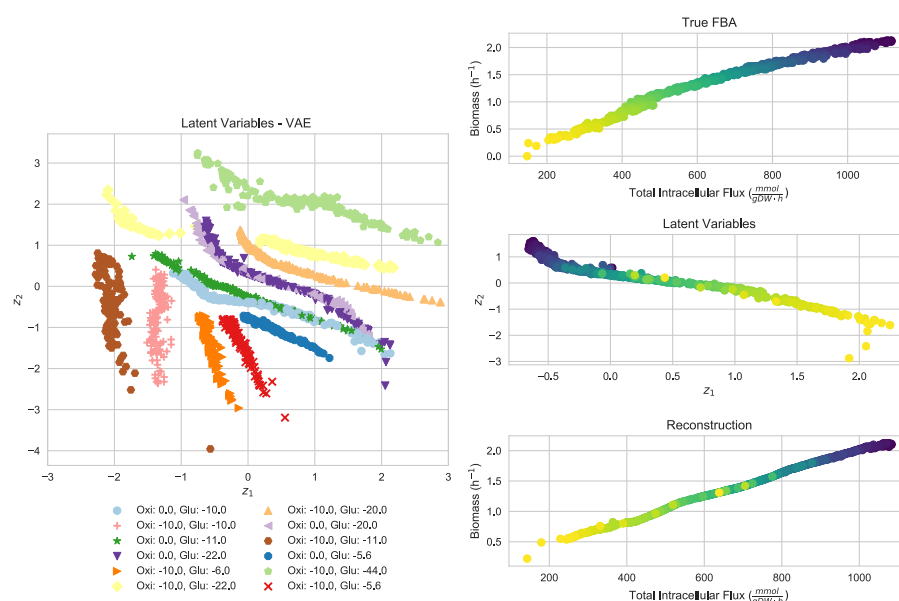 Latent Variables - VAE
z2
3
2
1
0
−1
−2
−3
−4
−3
−2
−1
0
1
2
3
z1
Oxi: 0.0, Glu: -10.0
Oxi: -10.0, Glu: -10.0
Oxi: 0.0, Glu: -11.0
Oxi: 0.0, Glu: -22.0
Oxi: -10.0, Glu: -6.0
Oxi: -10.0, Glu: -22.0
Oxi: -10.0, Glu: -20.0
Oxi: 0.0, Glu: -20.0
Oxi: -10.0, Glu: -11.0
Oxi: 0.0, Glu: -5.6
Oxi: -10.0, Glu: -44.0
Oxi: -10.0, Glu: -5.6
True FBA
Biomass (h⁻¹)
2.0
1.5
1.0
0.5
0.0
200
400
600
800
1000
Total Intracellular Flux (mmol/gDW·h)
Latent Variables
z2
1
0
−1
−2
−3
−0.5
0.0
0.5
1.0
1.5
2.0
z1
Reconstruction
Biomass (h⁻¹)
2.0
1.5
1.0
0.5
200
400
600
800
1000
Total Intracellular Flux (mmol/gDW·h)